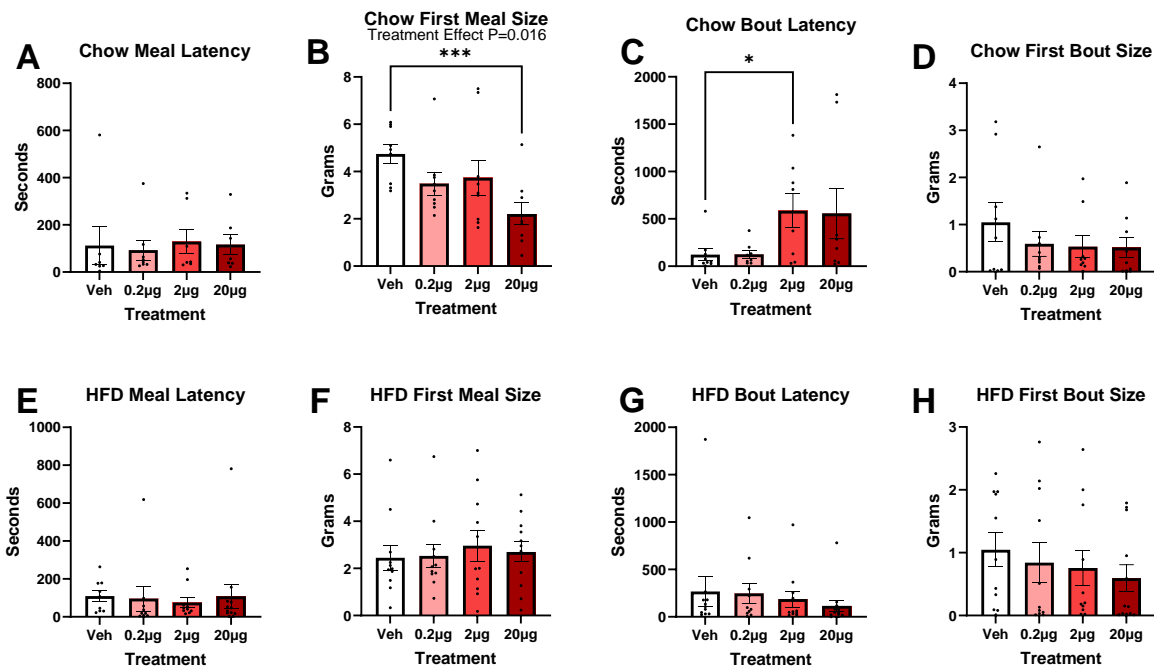 A
Chow Meal Latency
800
600
400
200
0
Seconds
Veh 0.2µg 2µg 20µg
Treatment
B
Chow First Meal Size
Treatment Effect P=0.016
***
8
6
4
2
0
Grams
Veh 0.2µg 2µg 20µg
Treatment
C
Chow Bout Latency
*
2000
1500
1000
500
0
Seconds
Veh 0.2µg 2µg 20µg
Treatment
D
Chow First Bout Size
4
3
2
1
0
Grams
Veh 0.2µg 2µg 20µg
Treatment
E
HFD Meal Latency
1000
800
600
400
200
0
Seconds
Veh 0.2µg 2µg 20µg
Treatment
F
HFD First Meal Size
8
6
4
2
0
Grams
Veh 0.2µg 2µg 20µg
Treatment
G
HFD Bout Latency
2000
1500
1000
500
0
Seconds
Veh 0.2µg 2µg 20µg
Treatment
H
HFD First Bout Size
3
2
1
0
Grams
Veh 0.2µg 2µg 20µg
Treatment